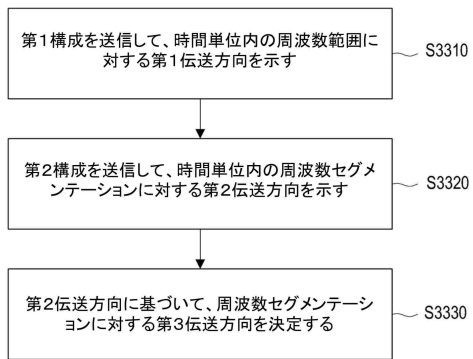 第1構成を送信して、時間単位内の周波数範囲に
対する第1伝送方向を示す
S3310
第2構成を送信して、時間単位内の周波数セグメ
ンテーションに対する第2伝送方向を示す
S3320
第2伝送方向に基づいて、周波数セグメンテーシ
ョンに対する第3伝送方向を決定する
S3330